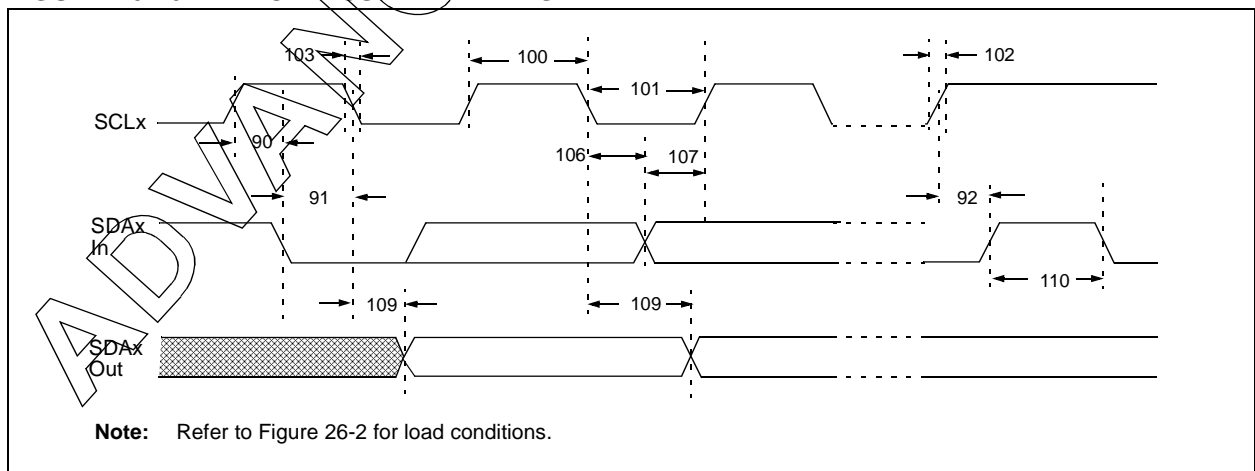 103
100
102
101
SCLx
90
106
107
91
92
SDAx
In
109
109
110
SDAx
Out
Note: Refer to Figure 26-2 for load conditions.
ADVAN